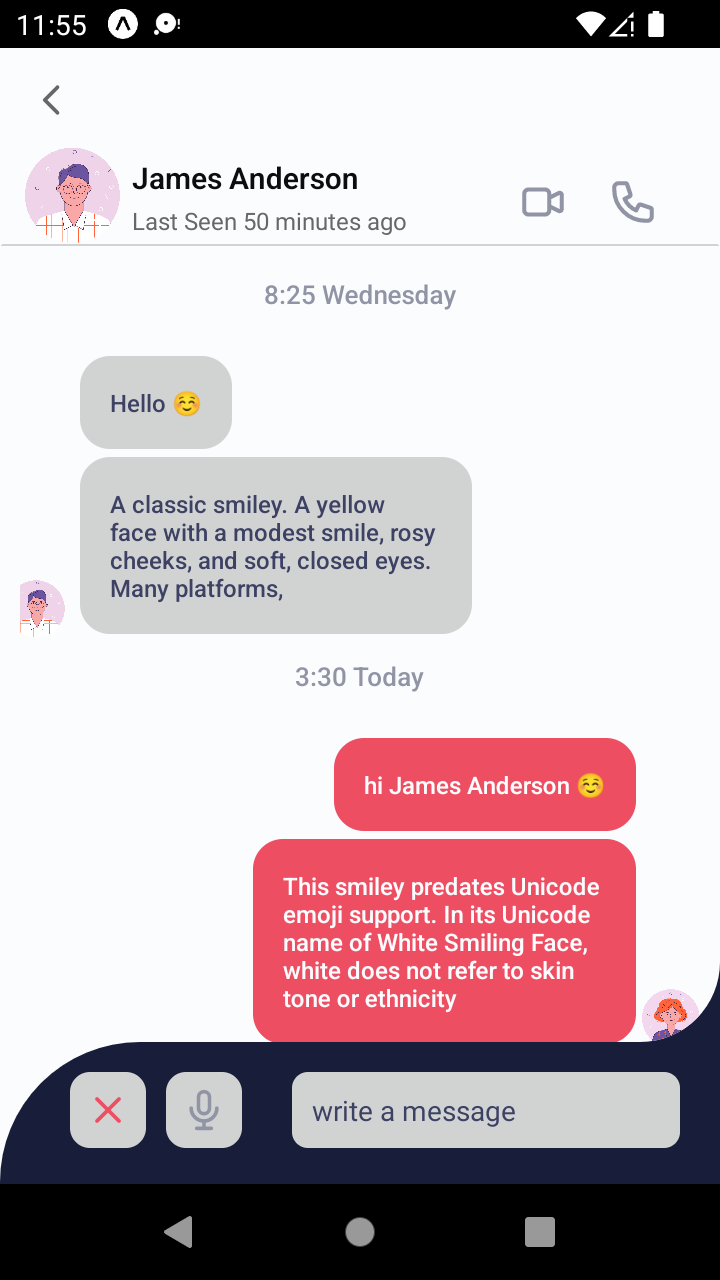 11:55
James Anderson
Last Seen 50 minutes ago
8:25 Wednesday
Hello ☺️
A classic smiley. A yellow
face with a modest smile, rosy
cheeks, and soft, closed eyes.
Many platforms,
3:30 Today
hi James Anderson ☺️
This smiley predates Unicode
emoji support. In its Unicode
name of White Smiling Face,
white does not refer to skin
tone or ethnicity
write a message